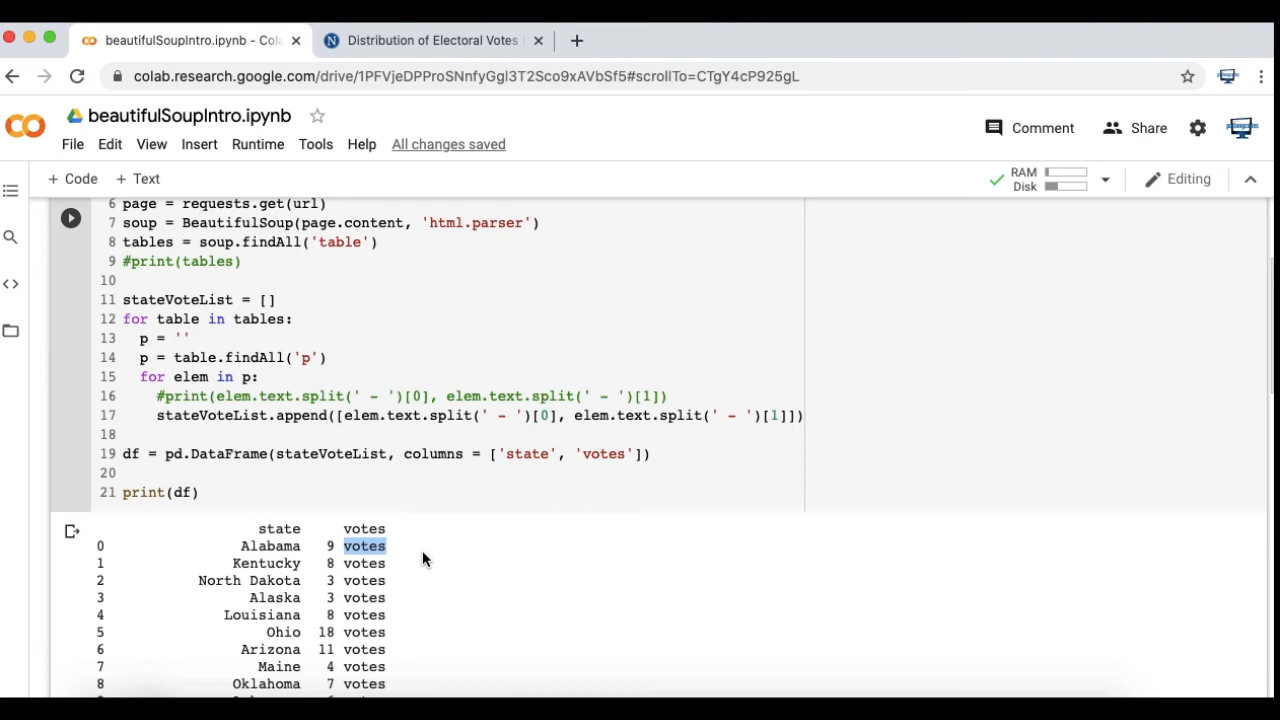 beautifulSoupIntro.ipynb - Cola
Distribution of Electoral Votes
colab.research.google.com/drive/1PFVjeDPProSNnfyGgl3T2Sco9xAVbSf5#scrollTo=CTgY4cP925gL
beautifulSoupIntro.ipynb
Comment
Share
File Edit View Insert Runtime Tools Help All changes saved
+ Code + Text
RAM
Disk
Editing
6 page = requests.get(url)
7 soup = BeautifulSoup(page.content, 'html.parser')
8 tables = soup.findAll('table')
9 #print(tables)
10
11 stateVoteList = []
12 for table in tables:
13 p = ''
14 p = table.findAll('p')
15 for elem in p:
16 #print(elem.text.split(' - ')[0], elem.text.split(' - ')[1])
17 stateVoteList.append([elem.text.split(' - ')[0], elem.text.split(' - ')[1]])
18
19 df = pd.DataFrame(stateVoteList, columns = ['state', 'votes'])
20
21 print(df)
state votes
0 Alabama 9 votes
1 Kentucky 8 votes
2 North Dakota 3 votes
3 Alaska 3 votes
4 Louisiana 8 votes
5 Ohio 18 votes
6 Arizona 11 votes
7 Maine 4 votes
8 Oklahoma 7 votes